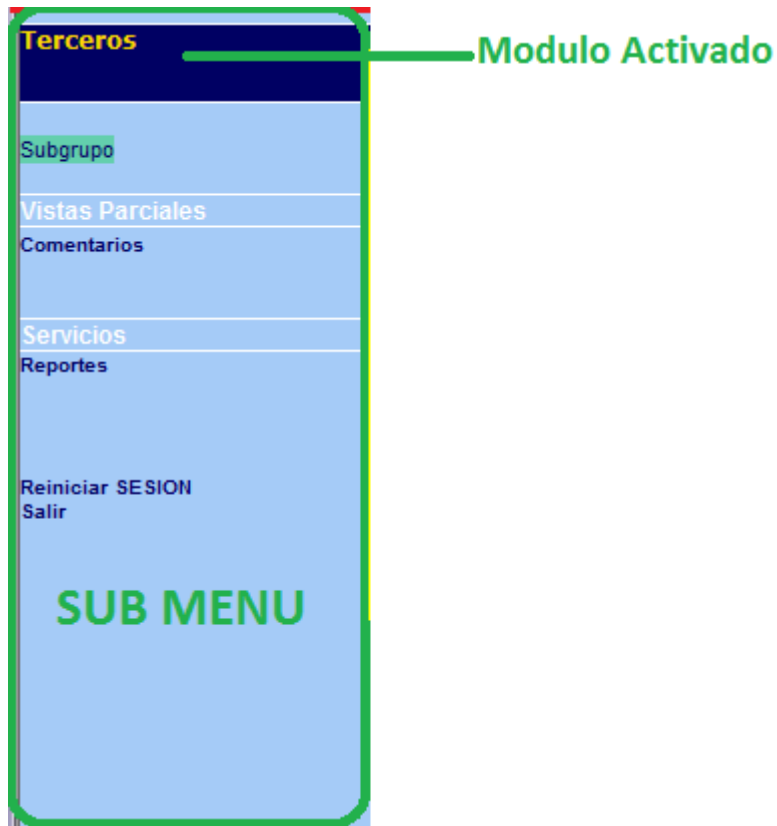 Terceros
Modulo Activado
Subgrupo
Vistas Parciales
Comentarios
Servicios
Reportes
Reiniciar SESION
Salir
SUB MENU